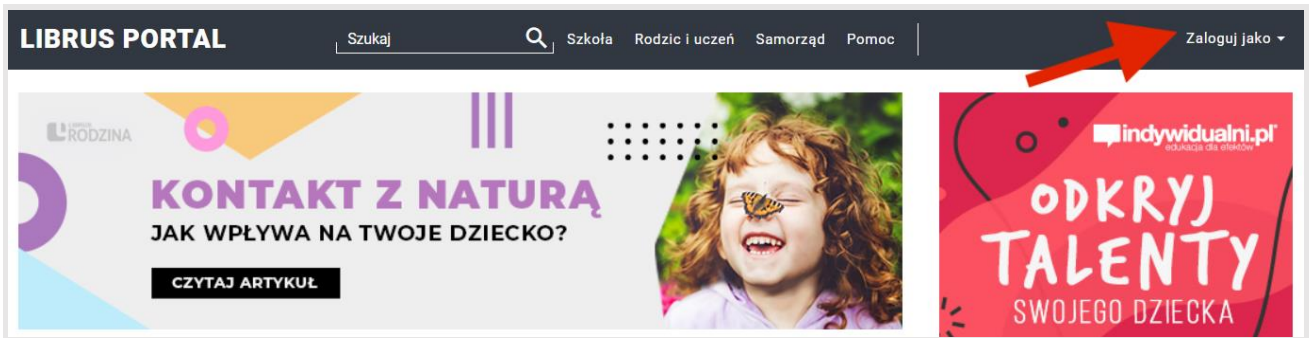 LIBRUS PORTAL
Szukaj
Szkoła
Rodzic i uczeń
Samorząd
Pomoc
Zaloguj jako
LIBRUS
RODZINA
KONTAKT Z NATURĄ
JAK WPŁYWA NA TWOJE DZIECKO?
CZYTAJ ARTYKUŁ
indywidualni.pl
edukacja dla efektów
ODKRYJ
TALENTY
SWOJEGO DZIECKA